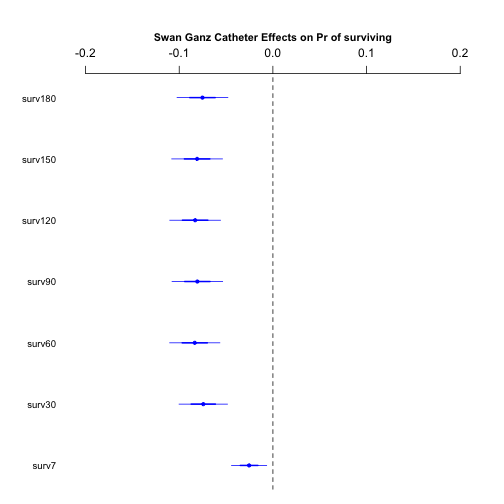 Swan Ganz Catheter Effects on Pr of surviving
-0.2 -0.1 0.0 0.1 0.2
surv180
surv150
surv120
surv90
surv60
surv30
surv7